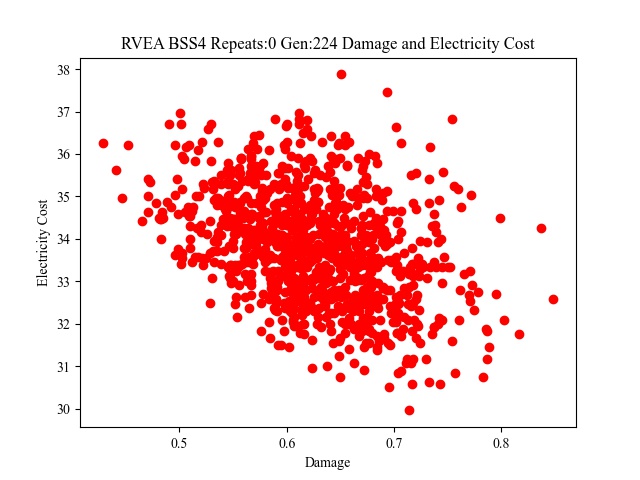 RVEA BSS4 Repeats:0 Gen:224 Damage and Electricity Cost
38
37
36
35
34
33
32
31
30
Electricity Cost
0.5 0.6 0.7 0.8
Damage